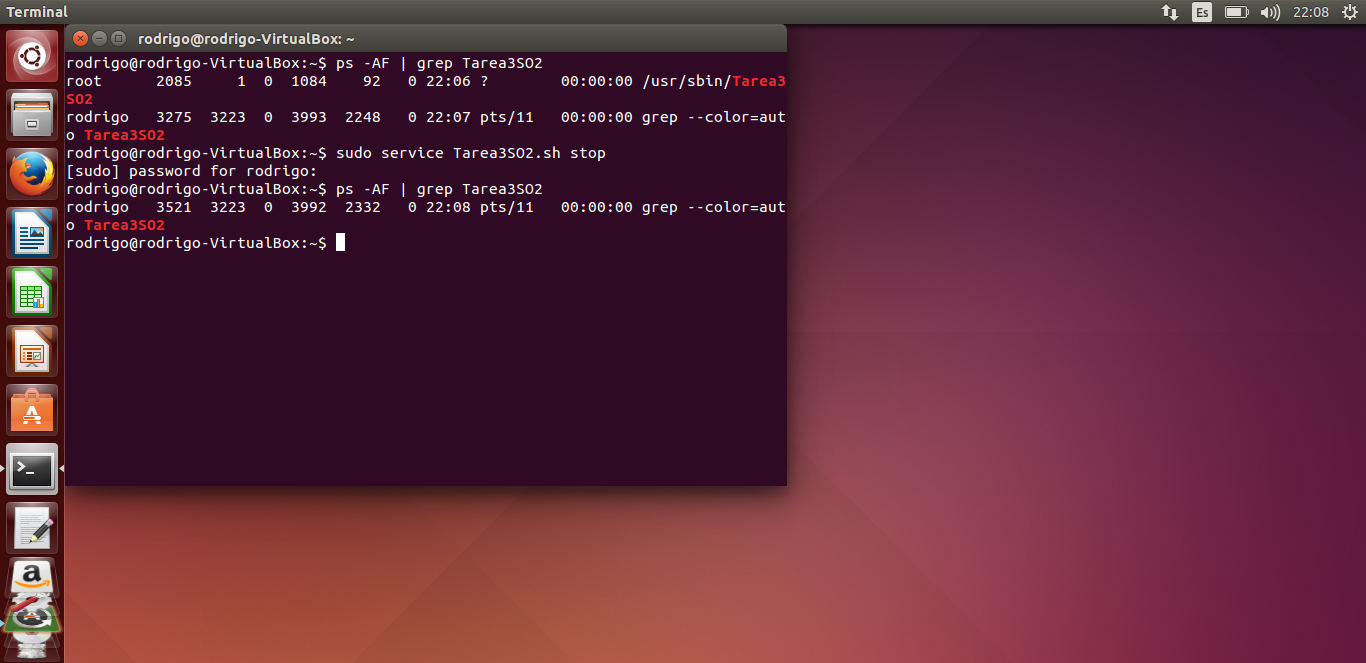 Terminal
Es
22:08
rodrigo@rodrigo-VirtualBox: ~
rodrigo@rodrigo-VirtualBox:~$ ps -AF | grep Tarea3SO2
root      2085     1  0  1084    92   0 22:06 ?        00:00:00 /usr/sbin/Tarea3
SO2
rodrigo   3275  3223  0  3993  2248   0 22:07 pts/11   00:00:00 grep --color=aut
o Tarea3SO2
rodrigo@rodrigo-VirtualBox:~$ sudo service Tarea3SO2.sh stop
[sudo] password for rodrigo:
rodrigo@rodrigo-VirtualBox:~$ ps -AF | grep Tarea3SO2
rodrigo   3521  3223  0  3992  2332   0 22:08 pts/11   00:00:00 grep --color=aut
o Tarea3SO2
rodrigo@rodrigo-VirtualBox:~$